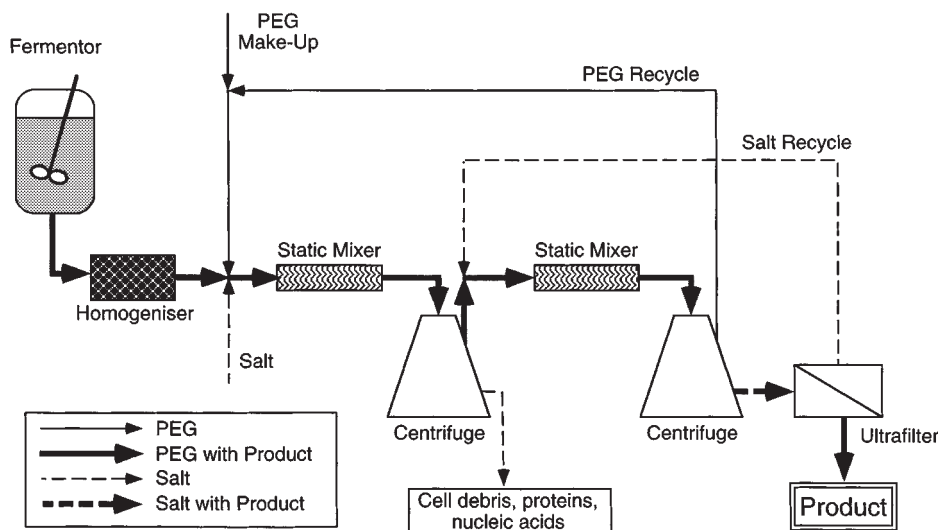 PEG
Make-Up
Fermentor
PEG Recycle
Salt Recycle
Static Mixer
Static Mixer
Homogeniser
Salt
Centrifuge
Centrifuge
Ultrafilter
PEG
PEG with Product
Salt
Salt with Product
Cell debris, proteins,
nucleic acids
Product